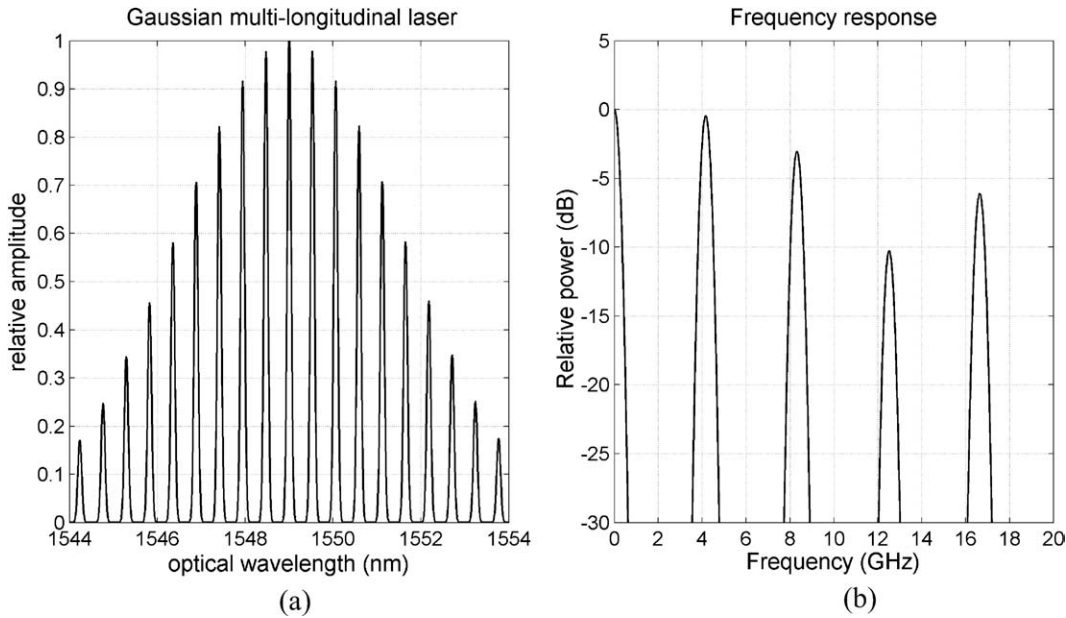 Gaussian multi-longitudinal laser
relative amplitude
1
0.9
0.8
0.7
0.6
0.5
0.4
0.3
0.2
0.1
0
1544 1546 1548 1550 1552 1554
optical wavelength (nm)
(a)
Frequency response
Relative power (dB)
5
0
-5
-10
-15
-20
-25
-30
0 2 4 6 8 10 12 14 16 18 20
Frequency (GHz)
(b)